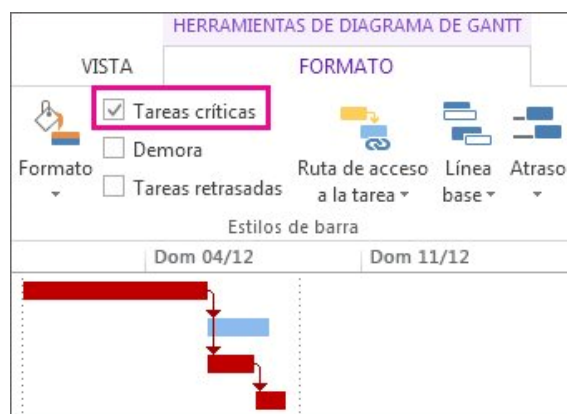 HERRAMIENTAS DE DIAGRAMA DE GANTT
VISTA FORMATO
Formato
Tareas críticas
Demora
Tareas retrasadas
Ruta de acceso
a la tarea
Línea
base
Atraso
Estilos de barra
Dom 04/12 Dom 11/12